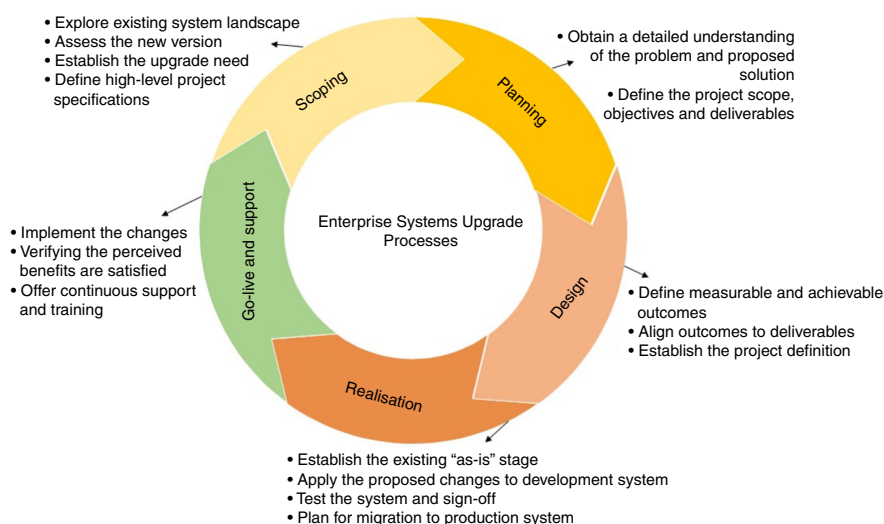 • Explore existing system landscape
• Assess the new version
• Establish the upgrade need
• Define high-level project
specifications
Scoping
Planning
• Obtain a detailed understanding
of the problem and proposed
solution
• Define the project scope,
objectives and deliverables
Enterprise Systems Upgrade
Processes
Design
• Define measurable and achievable
outcomes
• Align outcomes to deliverables
• Establish the project definition
Realisation
• Establish the existing “as-is” stage
• Apply the proposed changes to development system
• Test the system and sign-off
• Plan for migration to production system
Go-live and support
• Implement the changes
• Verifying the perceived
benefits are satisfied
• Offer continuous support
and training